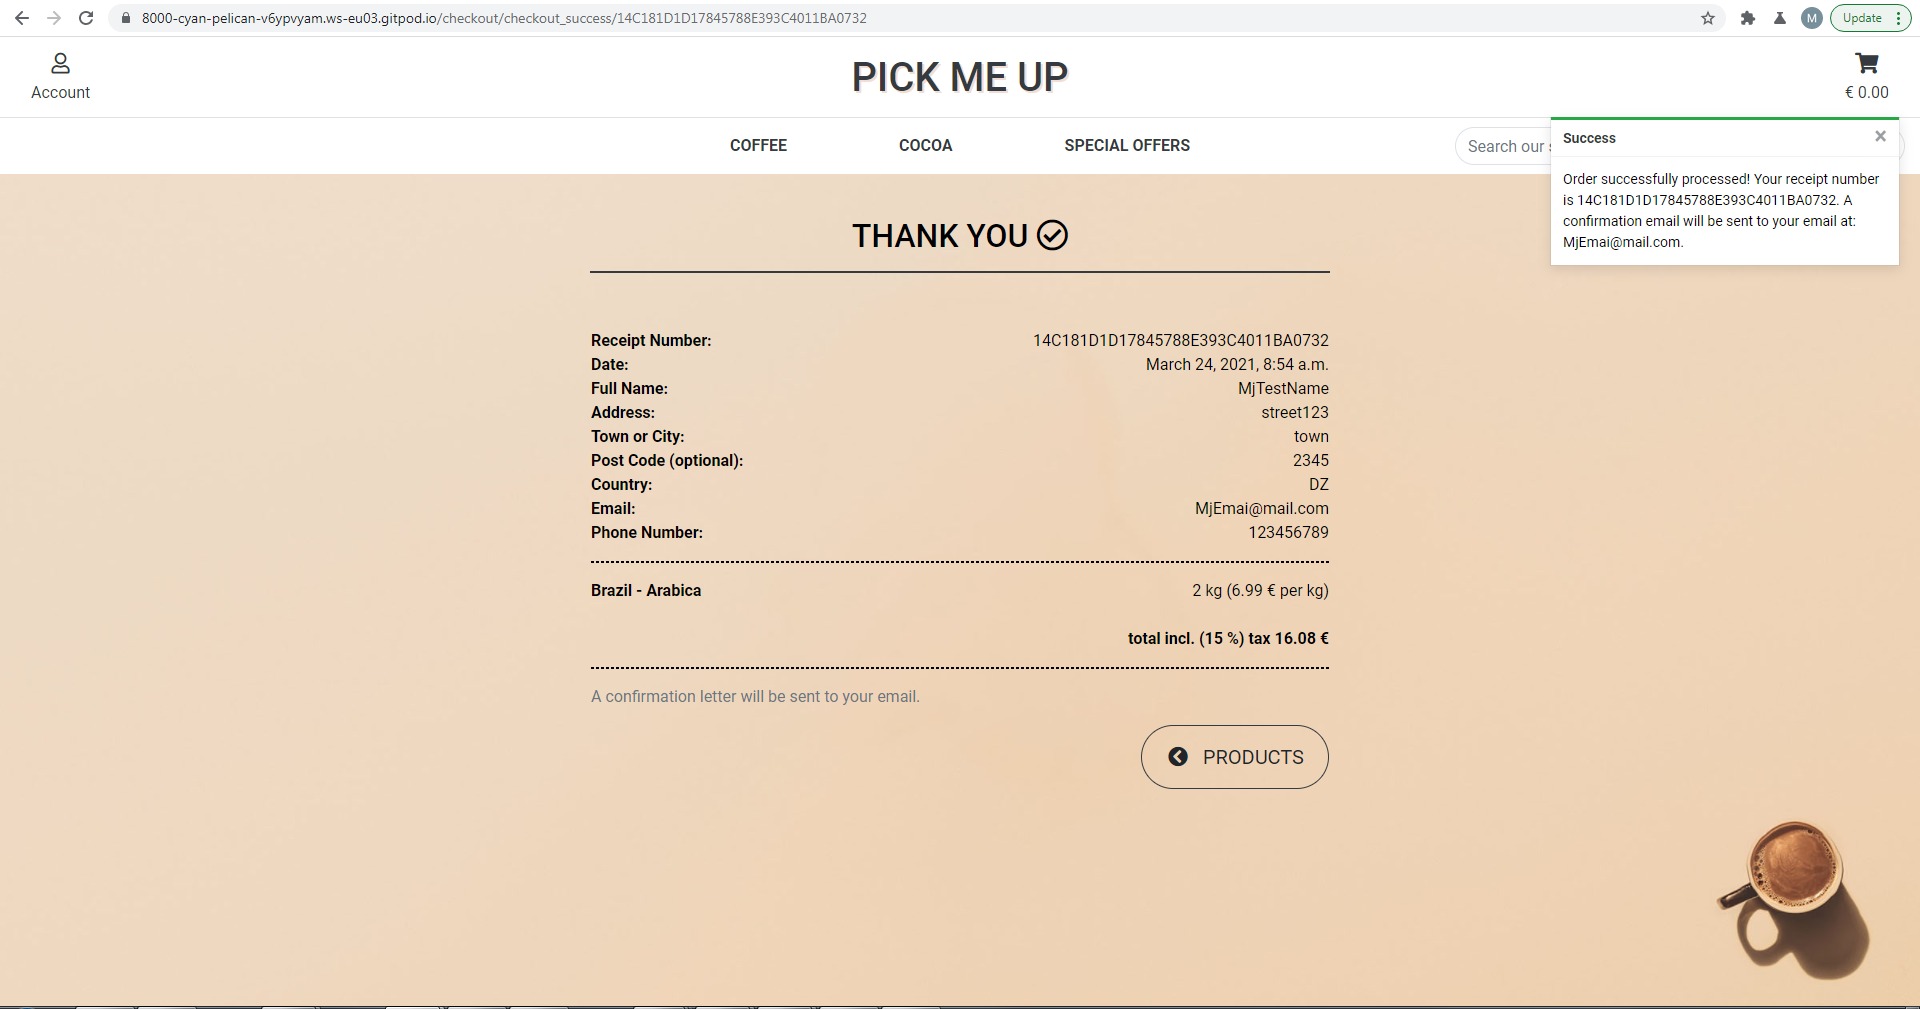 8000-cyan-pelican-v6ypvyam.ws-eu03.gitpod.io/checkout/checkout_success/14C181D1D17845788E393C4011BA0732
M
Update
Account
PICK ME UP
€ 0.00
COFFEE
COCOA
SPECIAL OFFERS
Search our s
Success
×
Order successfully processed! Your receipt number
is 14C181D1D17845788E393C4011BA0732. A
confirmation email will be sent to your email at:
MjEmai@mail.com.
THANK YOU
Receipt Number: 14C181D1D17845788E393C4011BA0732
Date: March 24, 2021, 8:54 a.m.
Full Name: MjTestName
Address: street123
Town or City: town
Post Code (optional): 2345
Country: DZ
Email: MjEmai@mail.com
Phone Number: 123456789
Brazil - Arabica 2 kg (6.99 € per kg)
total incl. (15 %) tax 16.08 €
A confirmation letter will be sent to your email.
PRODUCTS